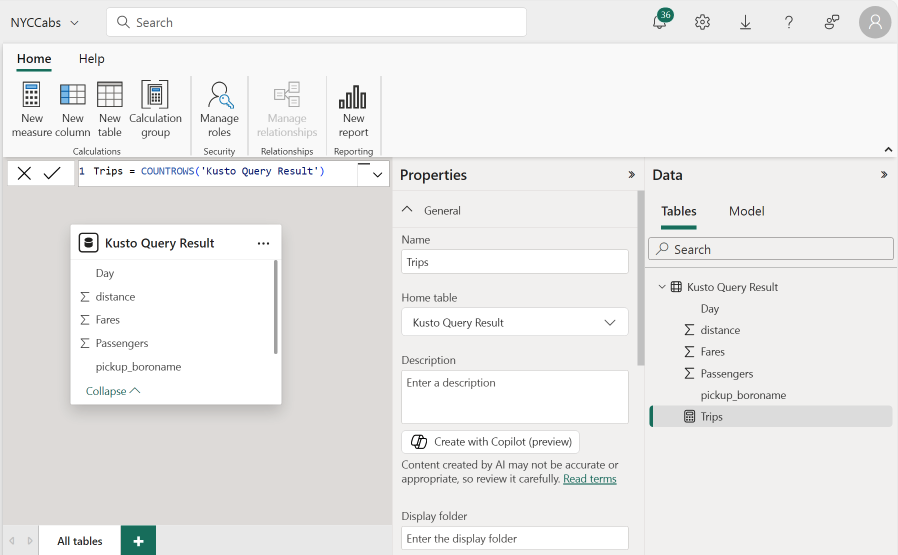 NYCCabs
Search
36
?
Home
Help
New measure
New column
New table
Calculation group
Manage roles
Manage relationships
New report
Calculations
Security
Relationships
Reporting
1 Trips = COUNTROWS('Kusto Query Result')
Kusto Query Result
Day
distance
Fares
Passengers
pickup_boroname
Collapse
All tables
Properties
General
Name
Trips
Home table
Kusto Query Result
Description
Enter a description
Create with Copilot (preview)
Content created by AI may not be accurate or
appropriate, so review it carefully. Read terms
Display folder
Enter the display folder
Data
Tables
Model
Search
Kusto Query Result
Day
distance
Fares
Passengers
pickup_boroname
Trips